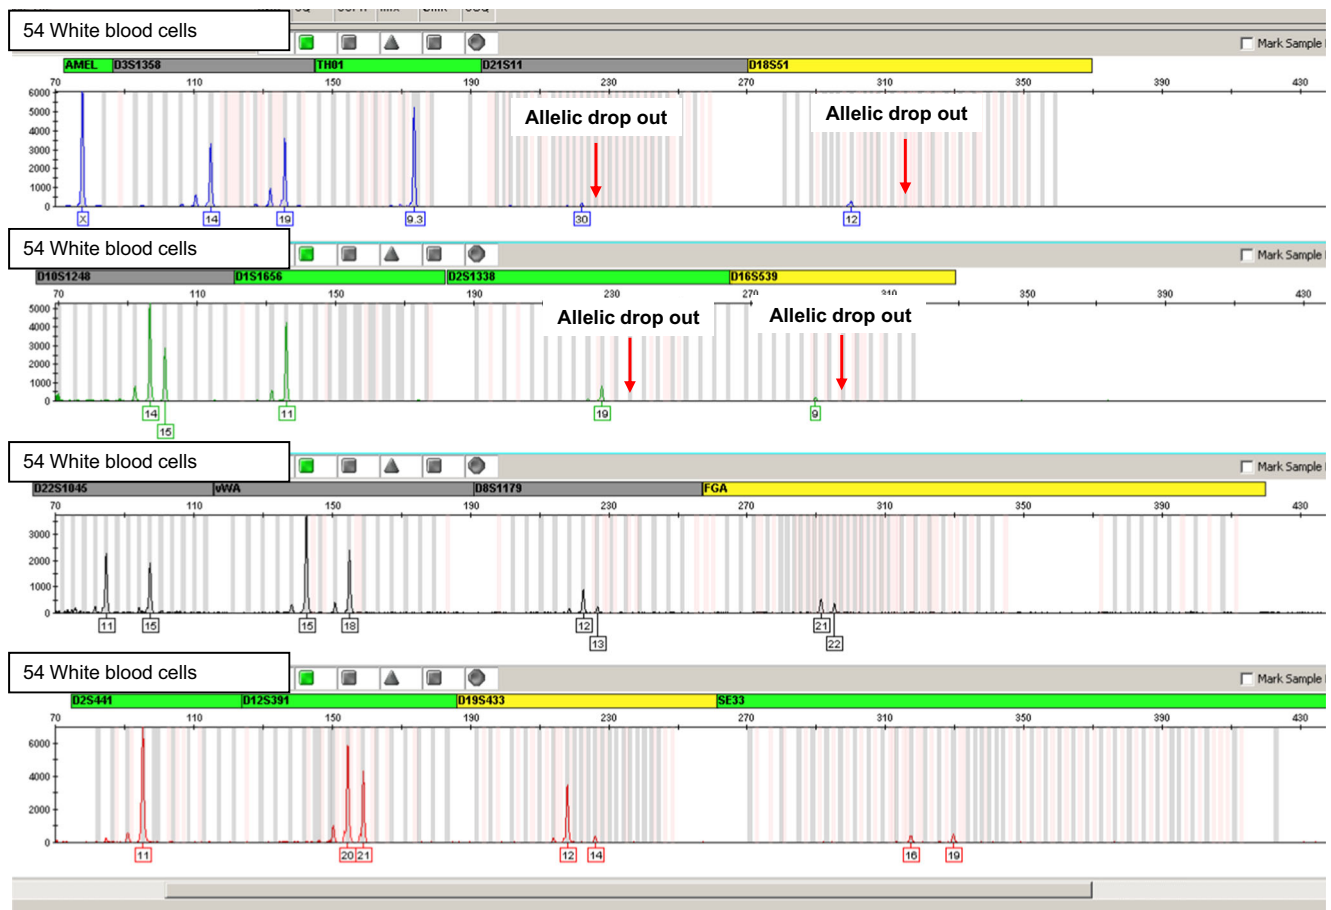 54 White blood cells
Mark Sample
AMEL D3S1358 TH01 D21S11 D18S51
70 110 150 190 230 270 310 350 390 430
6000
5000
4000
3000
2000
1000
0
Allelic drop out
Allelic drop out
X 14 19 9.3 30 12
54 White blood cells
Mark Sample
D10S1248 D1S1656 D2S1338 D16S539
70 110 150 190 230 270 310 350 390 430
5000
4000
3000
2000
1000
0
Allelic drop out
Allelic drop out
14 11 19 9
15
54 White blood cells
Mark Sample
D22S1045 vWA D8S1179 FGA
70 110 150 190 230 270 310 350 390 430
3000
2000
1000
0
11 15 15 18 12 21
13 22
54 White blood cells
Mark Sample
D2S441 D12S391 D19S433 SE33
70 110 150 190 230 270 310 350 390 430
6000
4000
2000
0
11 20 21 12 14 16 19